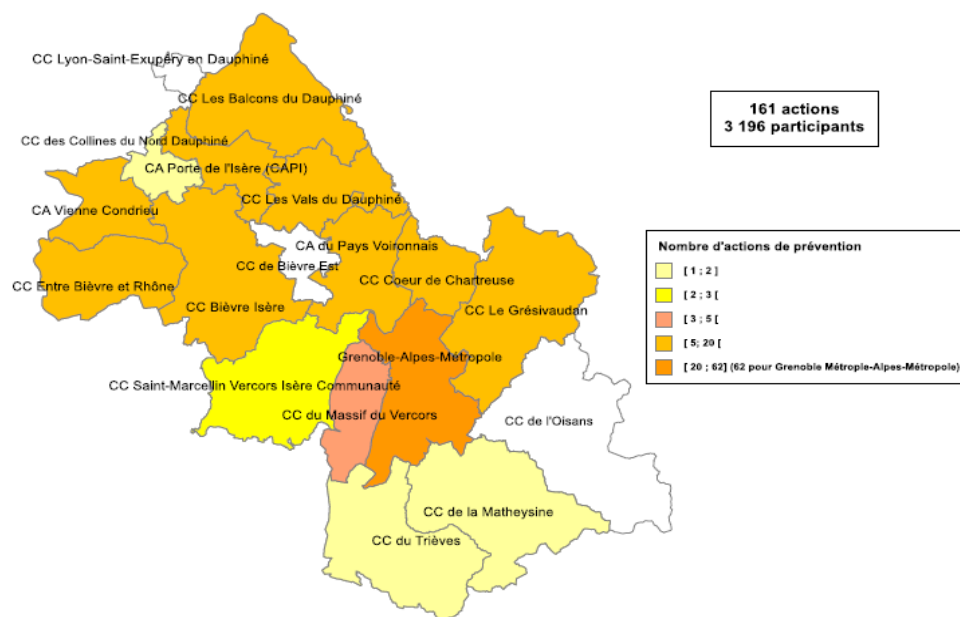 CC Lyon-Saint-Exupéry en Dauphiné
CC Les Balcons du Dauphiné
161 actions
3 196 participants
CC des Collines du Nord Dauphiné
CA Porte de l'Isère (CAPI)
CC Les Vals du Dauphiné
CA Vienne Condrieu
CA du Pays Voironnais
CC de Bièvre Est
CC Coeur de Chartreuse
CC Entre Bièvre et Rhône
CC Bièvre Isère
CC Le Grésivaudan
Nombre d'actions de prévention
[ 1 ; 2 ]
[ 2 ; 3 [
[ 3 ; 5 [
[ 5; 20 [
[ 20 ; 62] (62 pour Grenoble Métrople-Alpes-Métropole)
Grenoble-Alpes-Métropole
CC Saint-Marcellin Vercors Isère Communauté
CC du Massif du Vercors
CC de l'Oisans
CC de la Matheysine
CC du Trièves